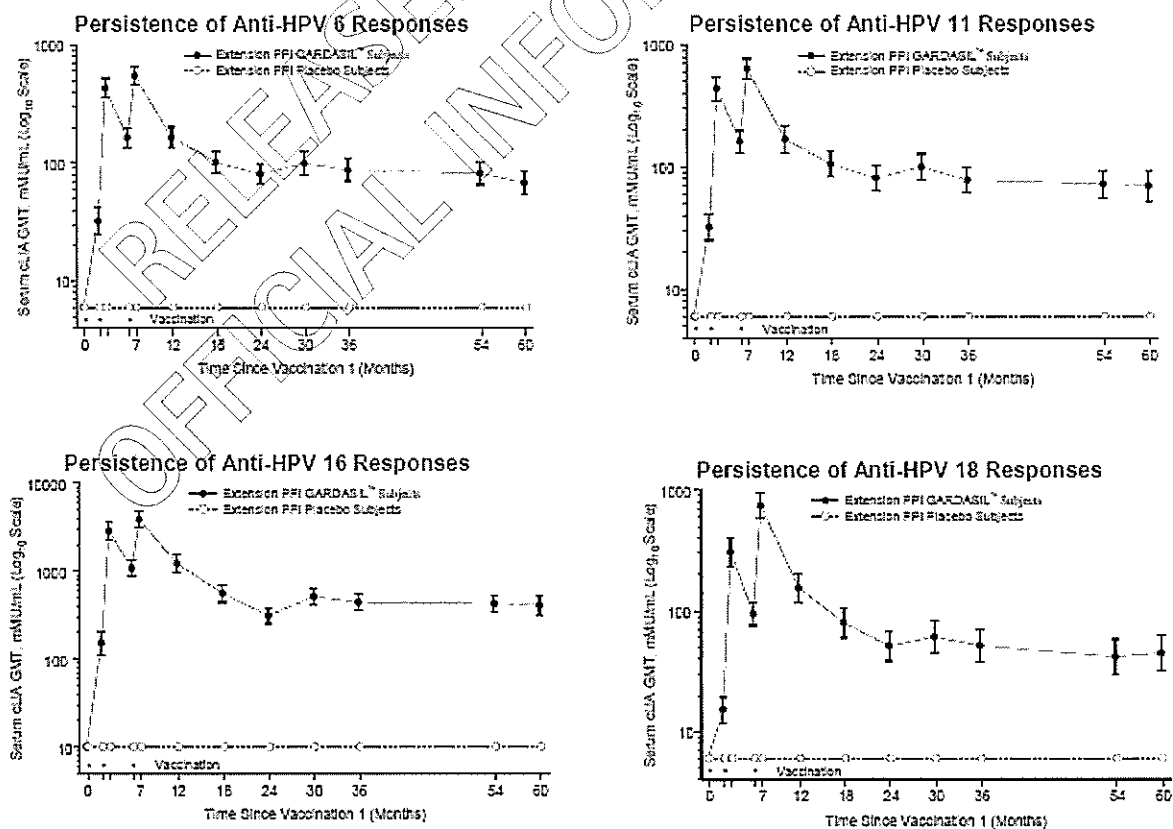 Persistence of Anti-HPV 6 Responses
1000
Extension PPI GARDASIL™ Subjects
Extension PPI Placebo Subjects
100
10
Vaccination
0 2 7 12 18 24 30 36 54 60
Time Since Vaccination 1 (Months)
Serum cLIA GMT, mMU/mL (Log10 Scale)
Persistence of Anti-HPV 11 Responses
1000
Extension PPI GARDASIL™ Subjects
Extension PPI Placebo Subjects
100
10
Vaccination
0 2 7 12 18 24 30 36 54 60
Time Since Vaccination 1 (Months)
Serum cLIA GMT, mMU/mL (Log10 Scale)
Persistence of Anti-HPV 16 Responses
10000
Extension PPI GARDASIL™ Subjects
Extension PPI Placebo Subjects
1000
100
10
Vaccination
0 2 7 12 18 24 30 36 54 60
Time Since Vaccination 1 (Months)
Serum cLIA GMT, mMU/mL (Log10 Scale)
Persistence of Anti-HPV 18 Responses
1000
Extension PPI GARDASIL™ Subjects
Extension PPI Placebo Subjects
100
10
Vaccination
0 2 7 12 18 24 30 36 54 60
Time Since Vaccination 1 (Months)
Serum cLIA GMT, mMU/mL (Log10 Scale)
RELEASE
OFFICIAL INFO